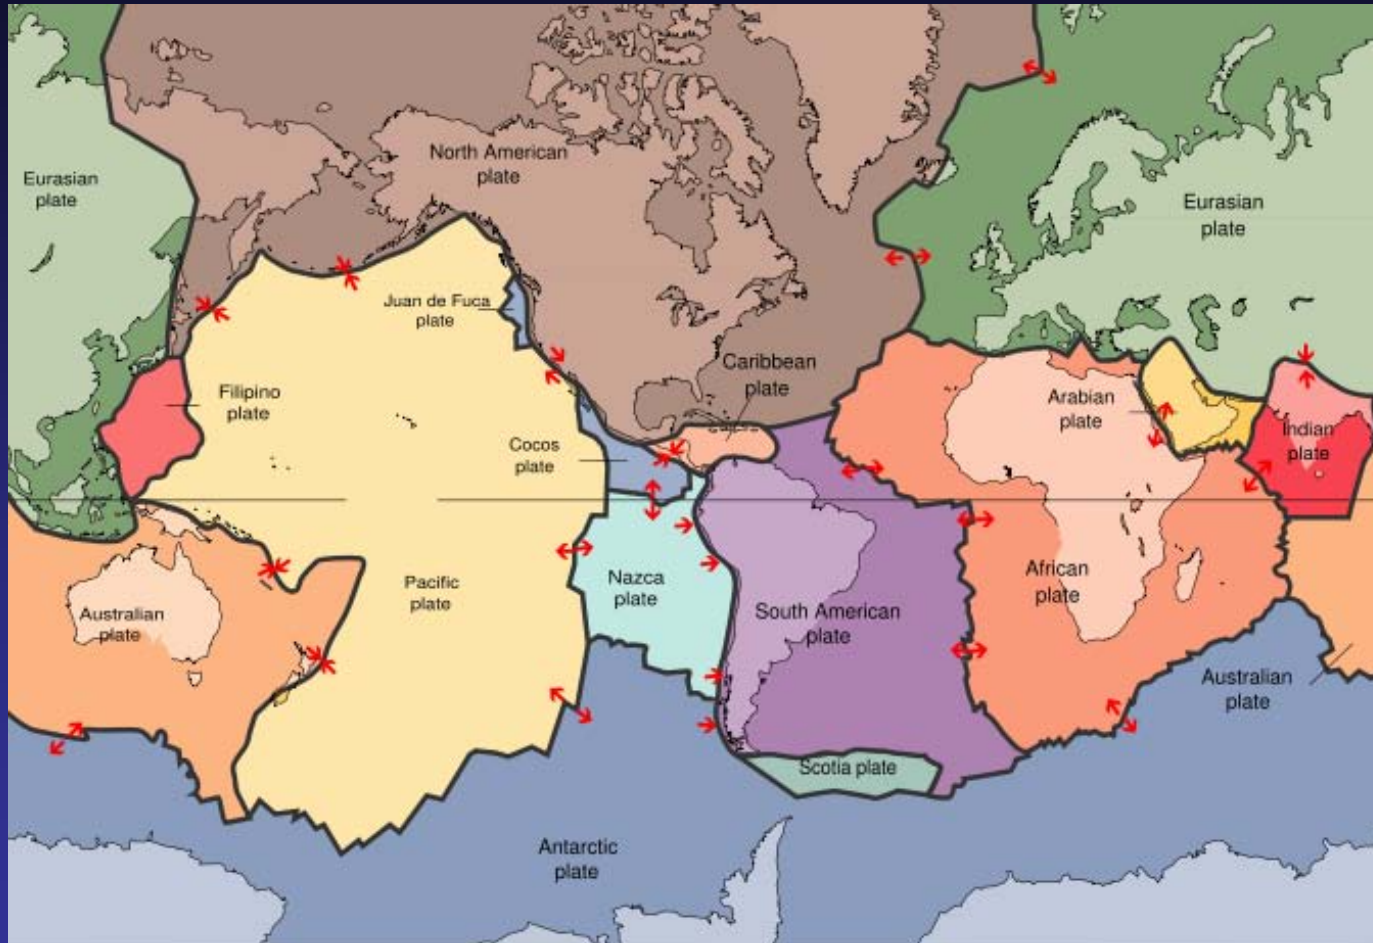 North American
plate
Eurasian
plate
Eurasian
plate
Juan de Fuca
plate
Caribbean
plate
Filipino
plate
Arabian
plate
Cocos
plate
Indian
plate
Pacific
plate
Nazca
plate
African
plate
Australian
plate
South American
plate
Australian
plate
Scotia plate
Antarctic
plate